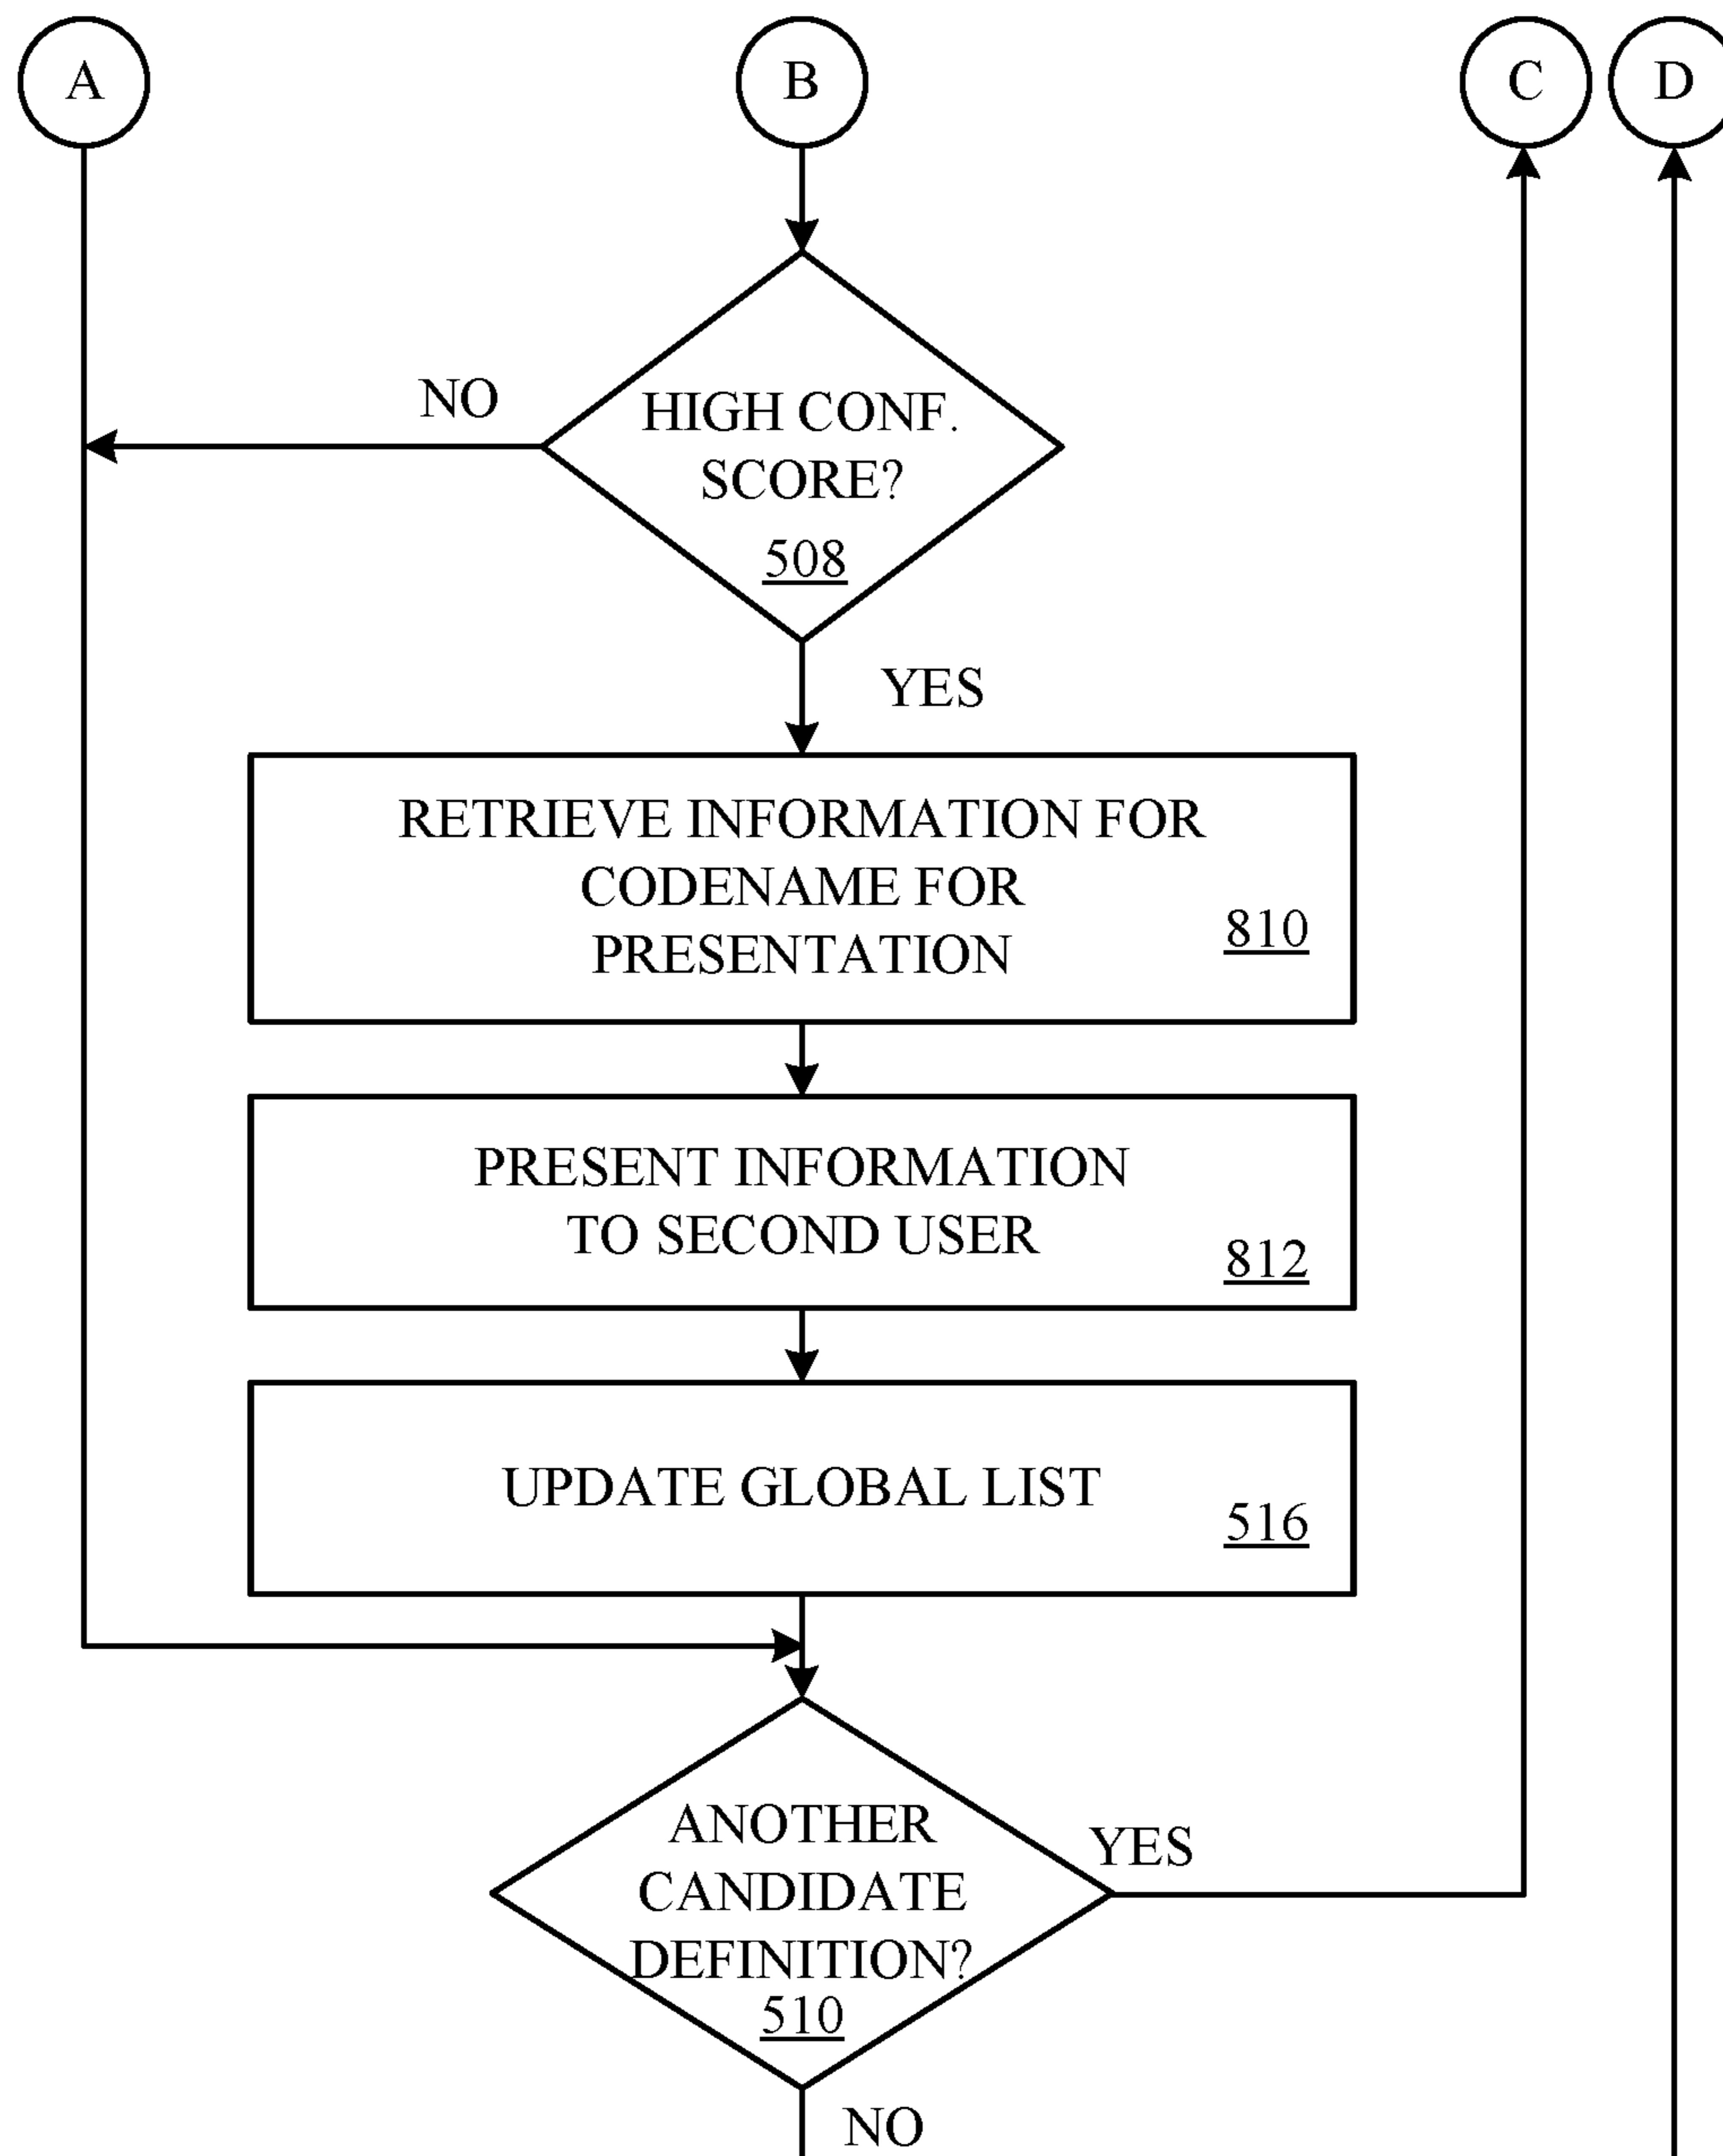 A
B
C
D
NO
HIGH CONF.
SCORE?
508
YES
RETRIEVE INFORMATION FOR
CODENAME FOR
PRESENTATION
810
PRESENT INFORMATION
TO SECOND USER
812
UPDATE GLOBAL LIST
516
ANOTHER
CANDIDATE
DEFINITION?
510
YES
NO